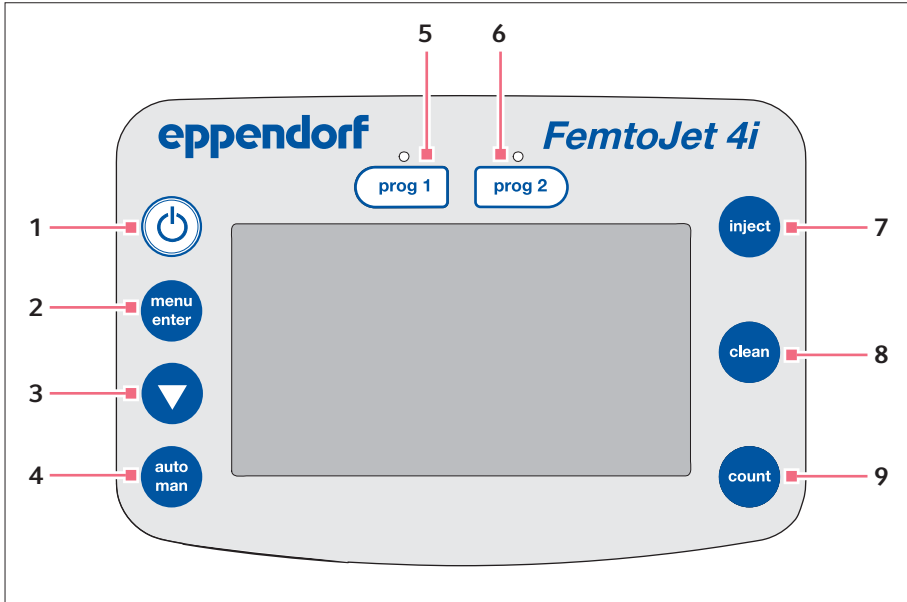 5 6
eppendorf FemtoJet 4i
prog 1 prog 2
1 inject 7
2 menu
enter
clean 8
3
4 auto
man
count 9